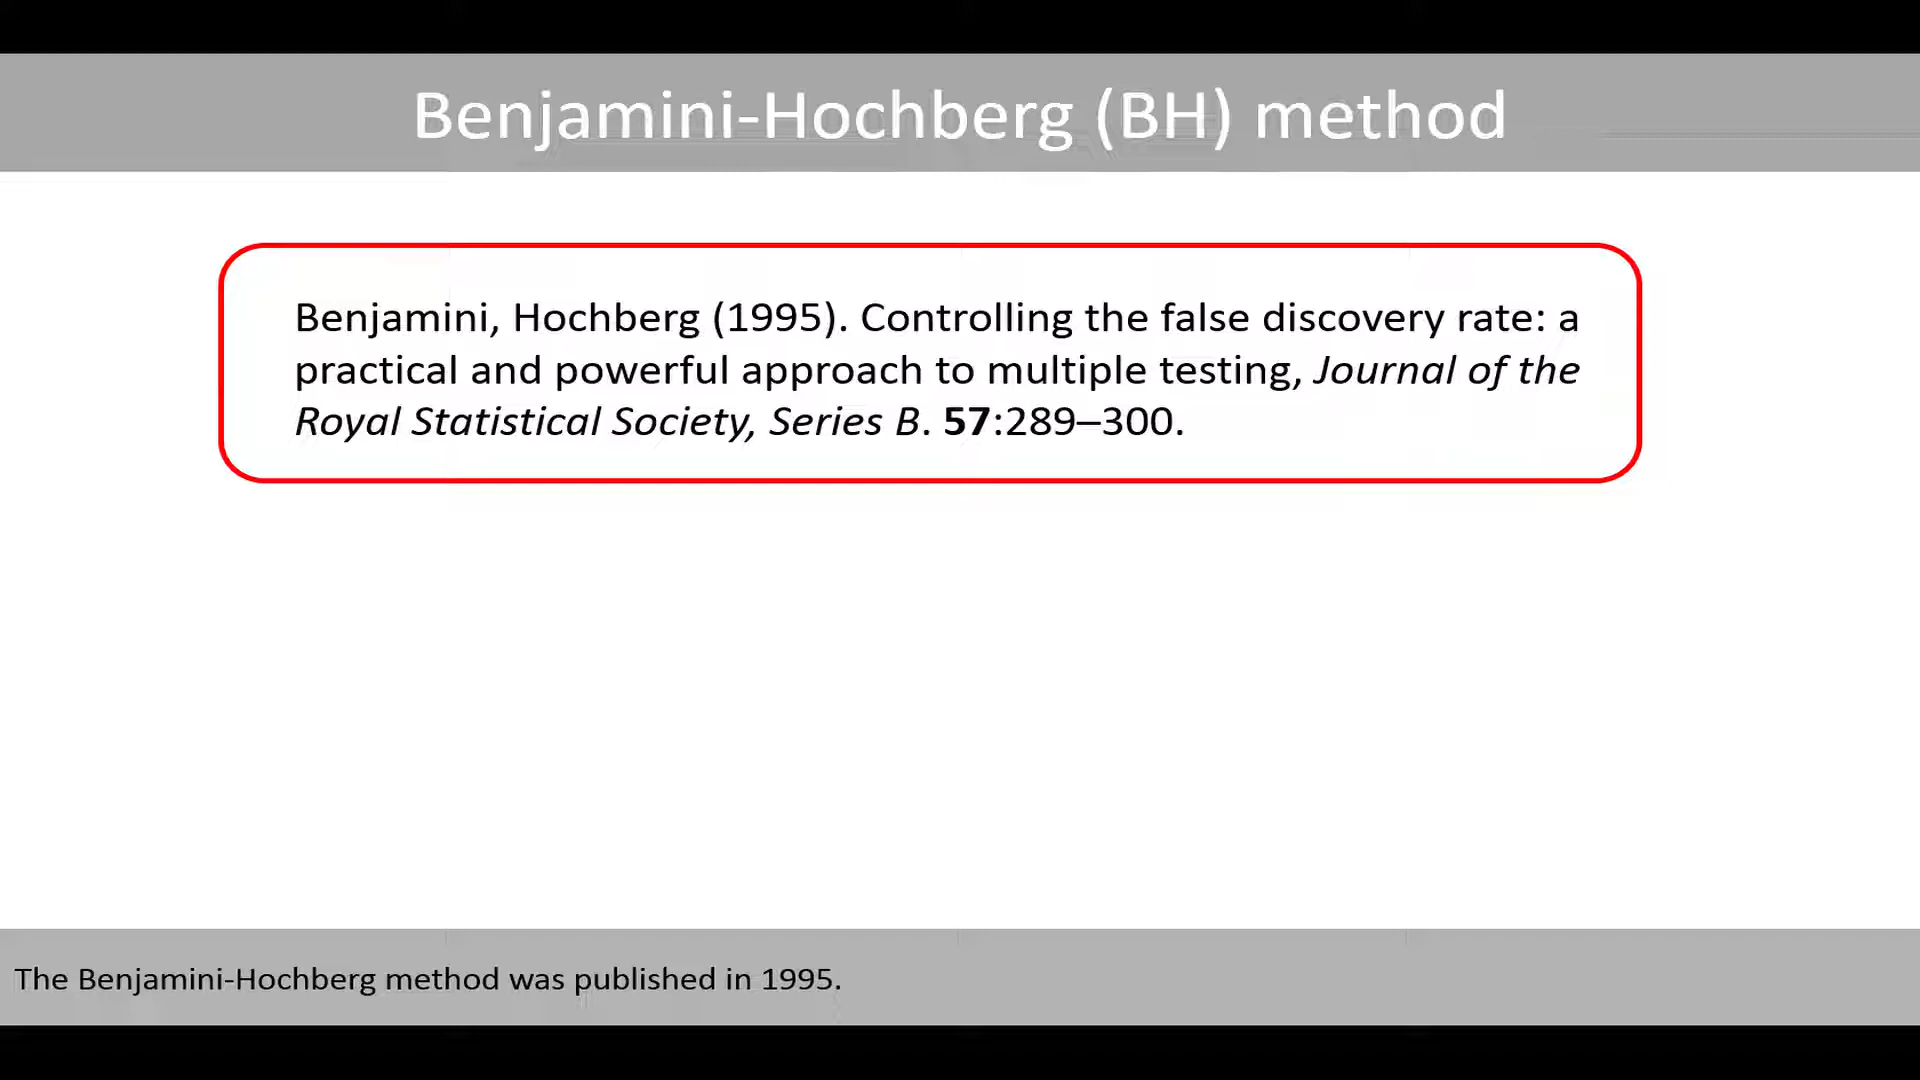 Benjamini-Hochberg (BH) method
Benjamini, Hochberg (1995). Controlling the false discovery rate: a
practical and powerful approach to multiple testing, Journal of the
Royal Statistical Society, Series B. 57:289–300.
The Benjamini-Hochberg method was published in 1995.